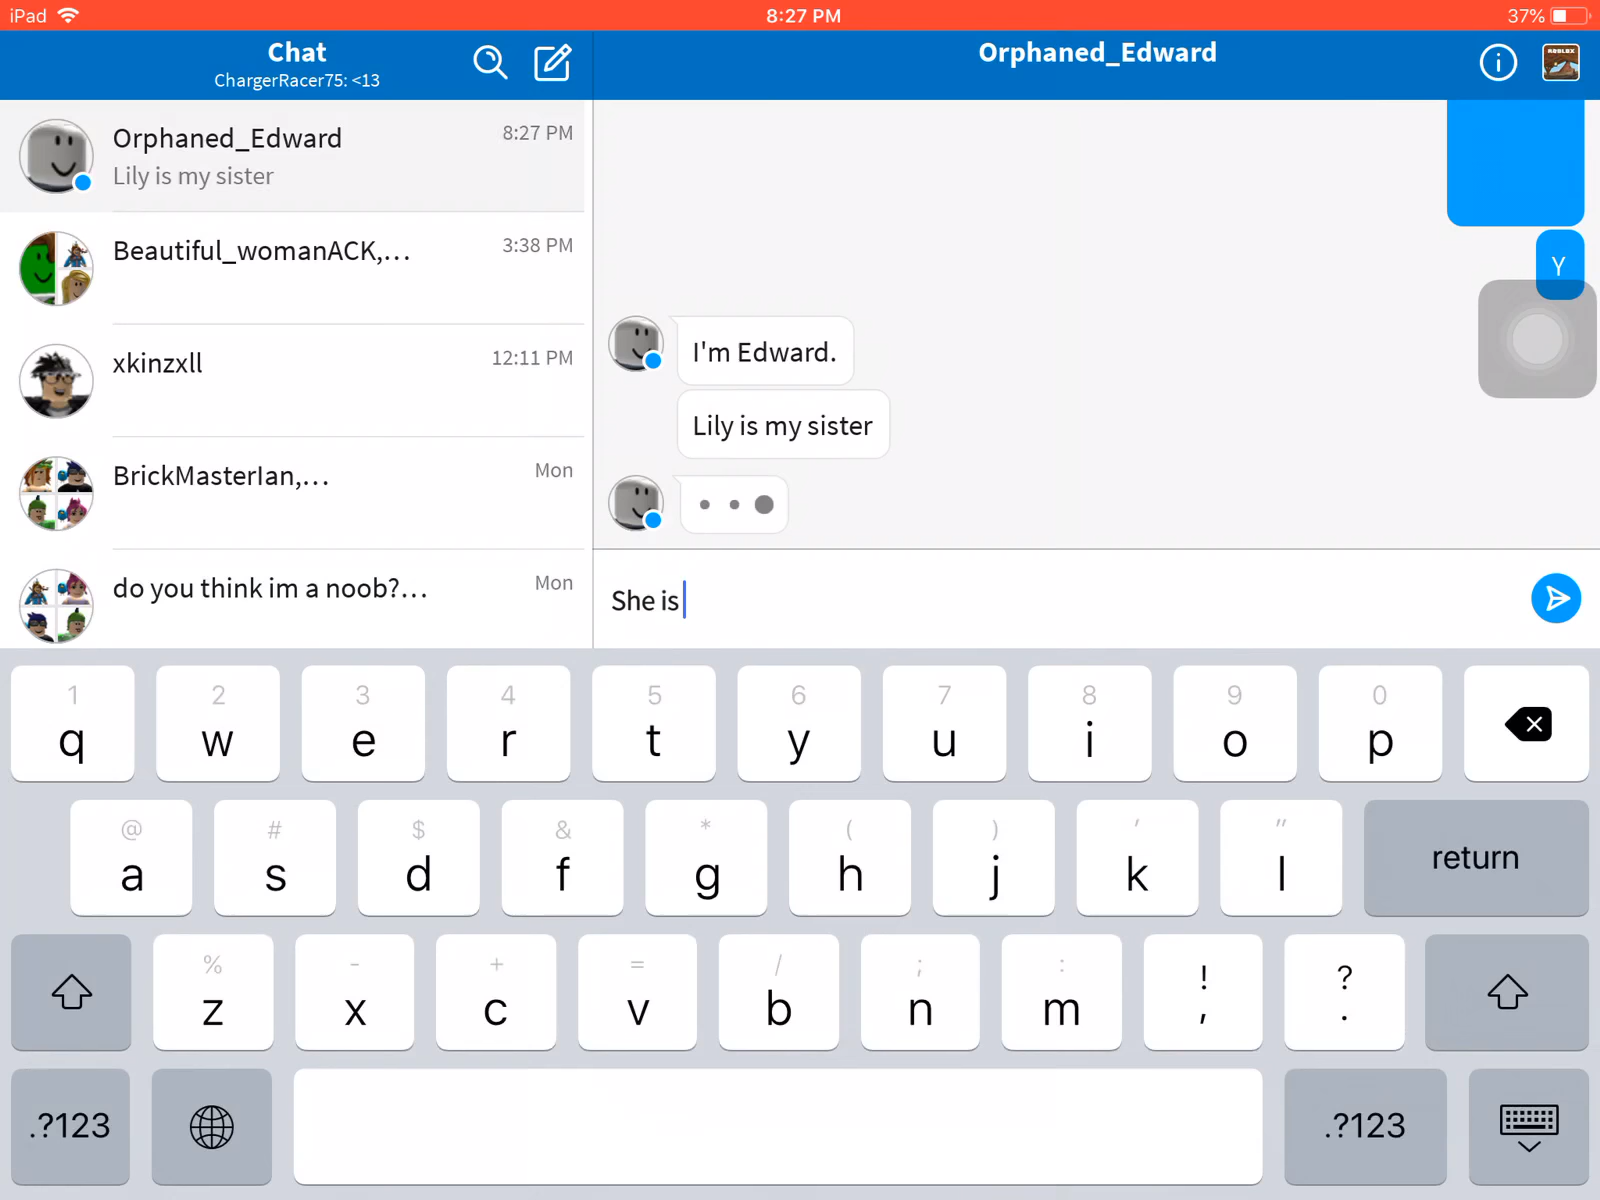 iPad
8:27 PM
37%
Chat
ChargerRacer75: <13
Orphaned_Edward
ROBLOX
Orphaned_Edward
8:27 PM
Lily is my sister
Beautiful_womanACK,...
3:38 PM
xkinzxll
12:11 PM
BrickMasterIan,...
Mon
do you think im a noob?...
Mon
Y
I'm Edward.
Lily is my sister
She is
1 2 3 4 5 6 7 8 9 0
q w e r t y u i o p
@ # $ & * ( ) ' "
a s d f g h j k l return
% - + = / ; : ! ?
z x c v b n m , .
.?123 .?123